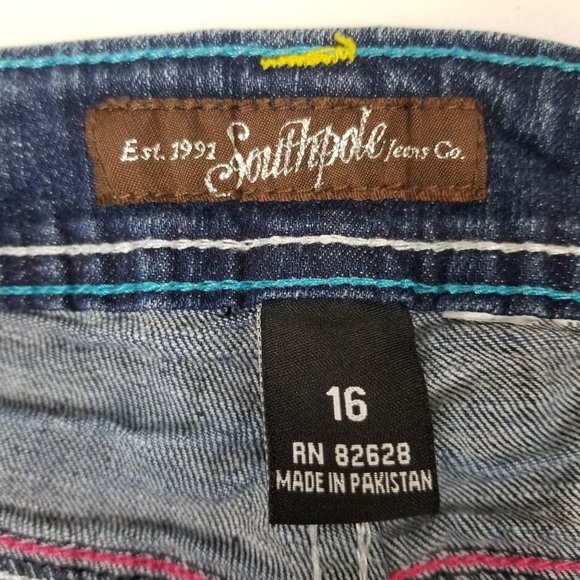 Est. 1991 Southpole Jeans Co.
16
RN 82628
MADE IN PAKISTAN